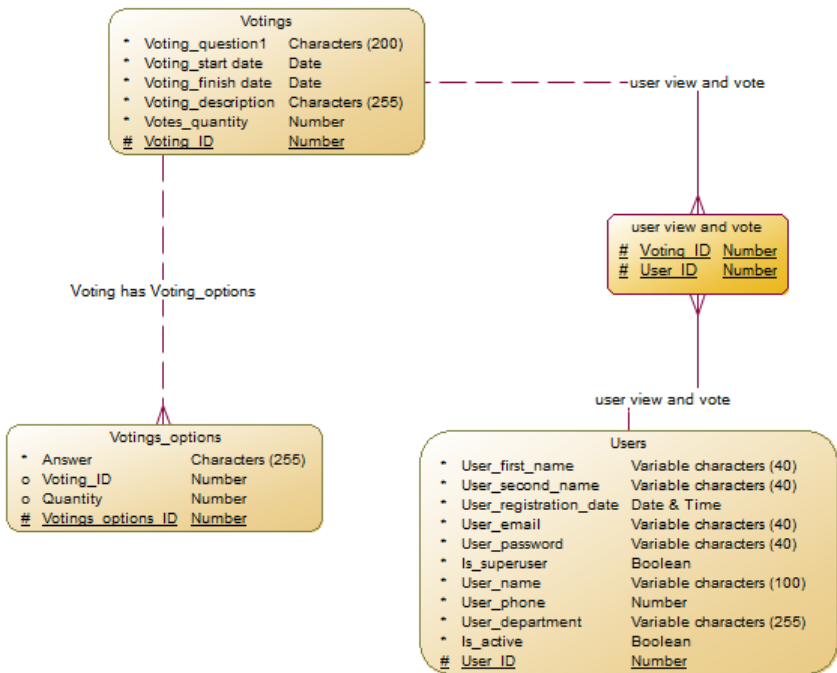 Votings
* Voting_question1 Characters (200)
* Voting_start date Date
* Voting_finish date Date
* Voting_description Characters (255)
* Votes_quantity Number
# Voting_ID Number
user view and vote
user view and vote
# Voting_ID Number
# User_ID Number
Voting has Voting_options
user view and vote
Votings_options
* Answer Characters (255)
o Voting_ID Number
o Quantity Number
# Votings_options_ID Number
Users
* User_first_name Variable characters (40)
* User_second_name Variable characters (40)
* User_registration_date Date & Time
* User_email Variable characters (40)
* User_password Variable characters (40)
* Is_superuser Boolean
* User_name Variable characters (100)
* User_phone Number
* User_department Variable characters (255)
* Is_active Boolean
# User_ID Number